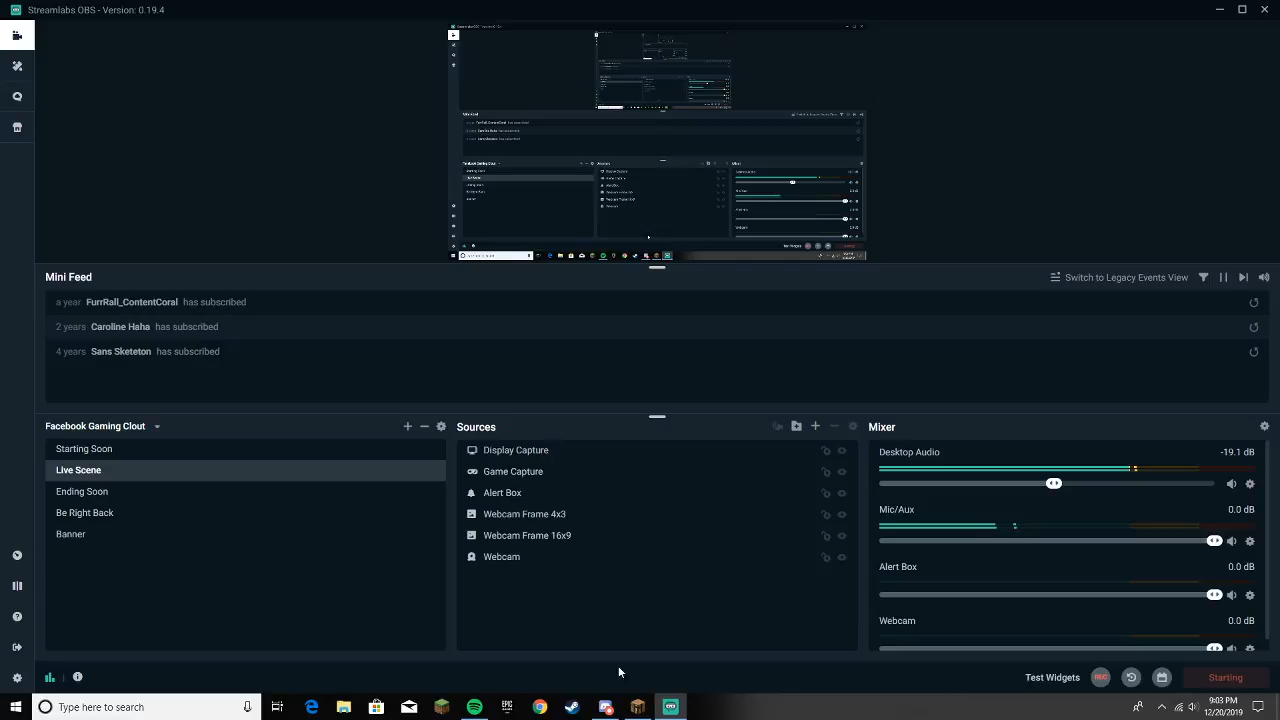 Streamlabs OBS - Version: 0.19.4
Mini Feed
Switch to Legacy Events View
a year FurrRall_ContentCoral has subscribed
2 years Caroline Haha has subscribed
4 years Sans Sketeton has subscribed
Facebook Gaming Clout
Starting Soon
Live Scene
Ending Soon
Be Right Back
Banner
Sources
Display Capture
Game Capture
Alert Box
Webcam Frame 4x3
Webcam Frame 16x9
Webcam
Mixer
Desktop Audio -19.1 dB
Mic/Aux 0.0 dB
Alert Box 0.0 dB
Webcam 0.0 dB
Test Widgets
REC
Starting
Type here to search
EPIC
GAMES
9:03 PM
12/20/2019